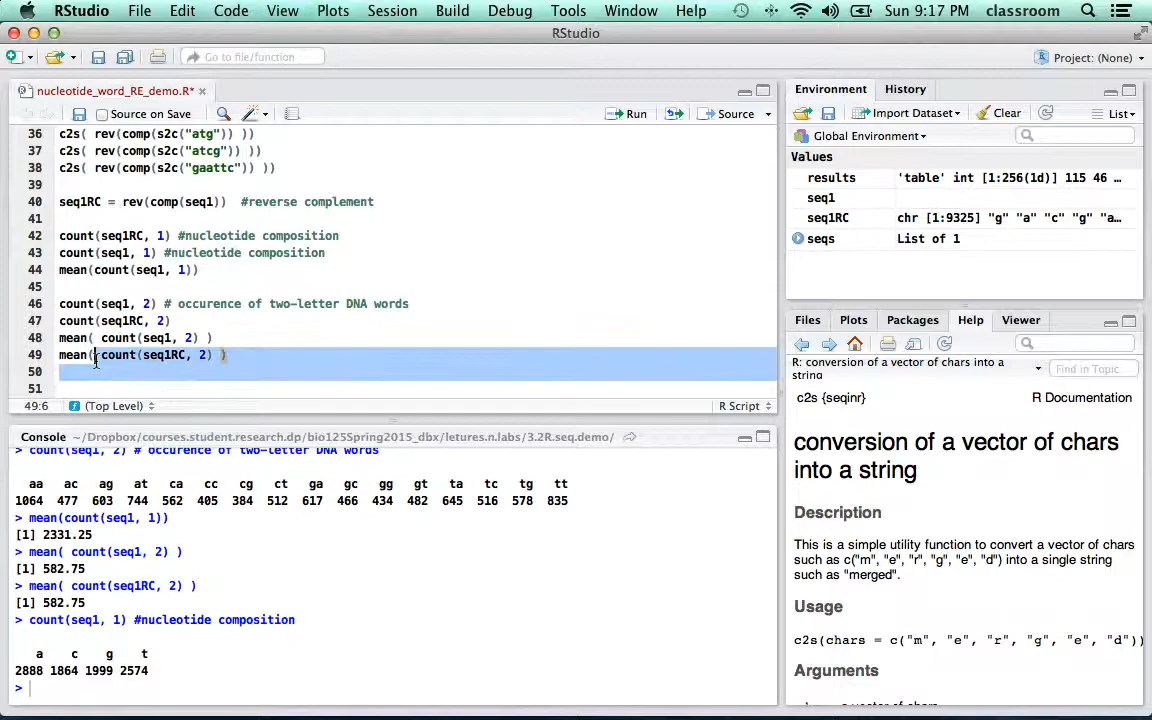 RStudio File Edit Code View Plots Session Build Debug Tools Window Help Sun 9:17 PM classroom
RStudio
Go to file/function Project: (None)
nucleotide_word_RE_demo.R*
Source on Save Run Source
36 c2s( rev(comp(s2c("atg")) ))
37 c2s( rev(comp(s2c("atcg")) ))
38 c2s( rev(comp(s2c("gaattc")) ))
39
40 seq1RC = rev(comp(seq1)) #reverse complement
41
42 count(seq1RC, 1) #nucleotide composition
43 count(seq1, 1) #nucleotide composition
44 mean(count(seq1, 1))
45
46 count(seq1, 2) # occurence of two-letter DNA words
47 count(seq1RC, 2)
48 mean( count(seq1, 2) )
49 mean( count(seq1RC, 2) )
50
51
49:6 (Top Level) R Script
Console ~/Dropbox/courses.student.research.dp/bio125Spring2015_dbx/letures.n.labs/3.2R.seq.demo/
> count(seq1, 2) # occurence of two-letter DNA words
aa ac ag at ca cc cg ct ga gc gg gt ta tc tg tt
1064 477 603 744 562 405 384 512 617 466 434 482 645 516 578 835
> mean(count(seq1, 1))
[1] 2331.25
> mean( count(seq1, 2) )
[1] 582.75
> mean( count(seq1RC, 2) )
[1] 582.75
> count(seq1, 1) #nucleotide composition
a c g t
2888 1864 1999 2574
>
Environment History
Import Dataset Clear List
Global Environment
Values
results 'table' int [1:256(1d)] 115 46 …
seq1
seq1RC chr [1:9325] "g" "a" "c" "g" "a…
seqs List of 1
Files Plots Packages Help Viewer
R: conversion of a vector of chars into a string Find in Topic
c2s {seqinr} R Documentation
conversion of a vector of chars
into a string
Description
This is a simple utility function to convert a vector of chars
such as c("m", "e", "r", "g", "e", "d") into a single string
such as "merged".
Usage
c2s(chars = c("m", "e", "r", "g", "e", "d"))
Arguments